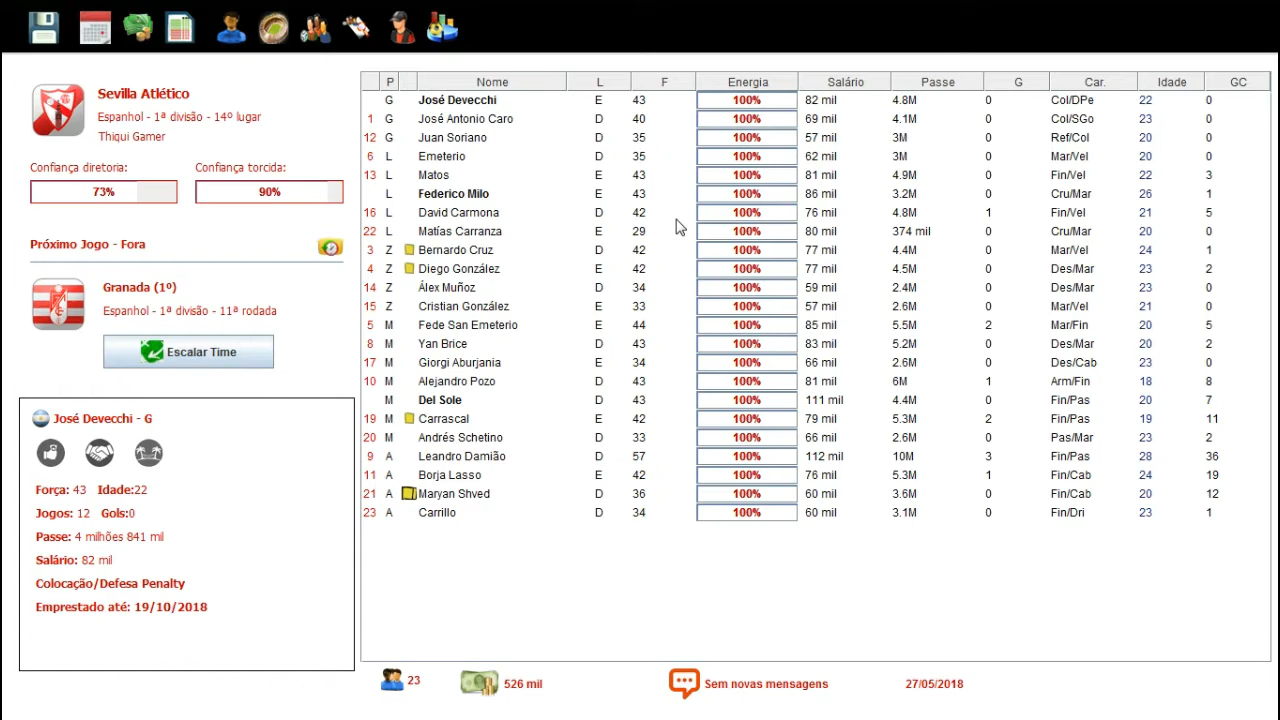 Sevilla Atlético
Espanhol - 1ª divisão - 14º lugar
Thiqui Gamer
Confiança diretoria: Confiança torcida:
73% 90%
Próximo Jogo - Fora
Granada (1º)
Espanhol - 1ª divisão - 11ª rodada
Escalar Time
José Devecchi - G
Força: 43 Idade:22
Jogos: 12 Gols:0
Passe: 4 milhões 841 mil
Salário: 82 mil
Colocação/Defesa Penalty
Emprestado até: 19/10/2018
P Nome L F Energia Salário Passe G Car. Idade GC
G José Devecchi E 43 100% 82 mil 4.8M 0 Col/DPe 22 0
1 G José Antonio Caro D 40 100% 69 mil 4.1M 0 Col/SGo 23 0
12 G Juan Soriano D 35 100% 57 mil 3M 0 Ref/Col 20 0
6 L Emeterio D 35 100% 62 mil 3M 0 Mar/Vel 20 0
13 L Matos E 43 100% 81 mil 4.9M 0 Fin/Vel 22 3
L Federico Milo E 43 100% 86 mil 3.2M 0 Cru/Mar 26 1
16 L David Carmona D 42 100% 76 mil 4.8M 1 Fin/Vel 21 5
22 L Matías Carranza E 29 100% 80 mil 374 mil 0 Cru/Mar 20 0
3 Z Bernardo Cruz D 42 100% 77 mil 4.4M 0 Mar/Vel 24 1
4 Z Diego González E 42 100% 77 mil 4.5M 0 Des/Mar 23 2
14 Z Álex Muñoz D 34 100% 59 mil 2.4M 0 Des/Mar 23 0
15 Z Cristian González E 33 100% 57 mil 2.6M 0 Mar/Vel 21 0
5 M Fede San Emeterio E 44 100% 85 mil 5.5M 2 Mar/Fin 20 5
8 M Yan Brice D 43 100% 83 mil 5.2M 0 Des/Mar 20 2
17 M Giorgi Aburjania E 34 100% 66 mil 2.6M 0 Des/Cab 23 0
10 M Alejandro Pozo D 43 100% 81 mil 6M 1 Arm/Fin 18 8
M Del Sole D 43 100% 111 mil 4.4M 0 Fin/Pas 20 7
19 M Carrascal E 42 100% 79 mil 5.3M 2 Fin/Pas 19 11
20 M Andrés Schetino D 33 100% 66 mil 2.6M 0 Pas/Mar 23 2
9 A Leandro Damião D 57 100% 112 mil 10M 3 Fin/Pas 28 36
11 A Borja Lasso E 42 100% 76 mil 5.3M 1 Fin/Cab 24 19
21 A Maryan Shved D 36 100% 60 mil 3.6M 0 Fin/Cab 20 12
23 A Carrillo D 34 100% 60 mil 3.1M 0 Fin/Dri 23 1
23 526 mil Sem novas mensagens 27/05/2018